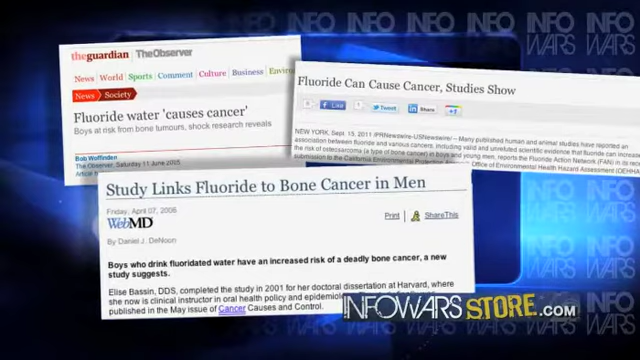 theguardian | TheObserver
News World Sports Comment Culture Business
News Society
Fluoride water 'causes cancer'
Boys at risk from bone tumours, shock research reveals
Bob Woffinden
The Observer, Saturday 11 June 2005
Fluoride Can Cause Cancer, Studies Show
Like Tweet Share +1
NEW YORK, Sept. 13, 2011 /PRNewswire-USNewswire/ -- Many published human and animal studies have reported an
association between fluoride and various cancers, including valid and unrefuted scientific evidence that fluoride can increase
the risk of osteosarcoma (a type of bone cancer) in boys and young men, reports the Fluoride Action Network (FAN) in its
submission to the California Environmental Protection Office of Environmental Health Hazard Assessment (OEHHA
Study Links Fluoride to Bone Cancer in Men
Friday, April 07, 2006
WebMD
Print | ShareThis
By Daniel J. DeNoon
Boys who drink fluoridated water have an increased risk of a deadly bone cancer, a new
study suggests.
Elise Bassin, DDS, completed the study in 2001 for her doctoral dissertation at Harvard, where
she now is clinical instructor in oral health policy and
published in the May issue of Cancer Causes and Control.
INFOWARS STORE.COM
INFO WARS